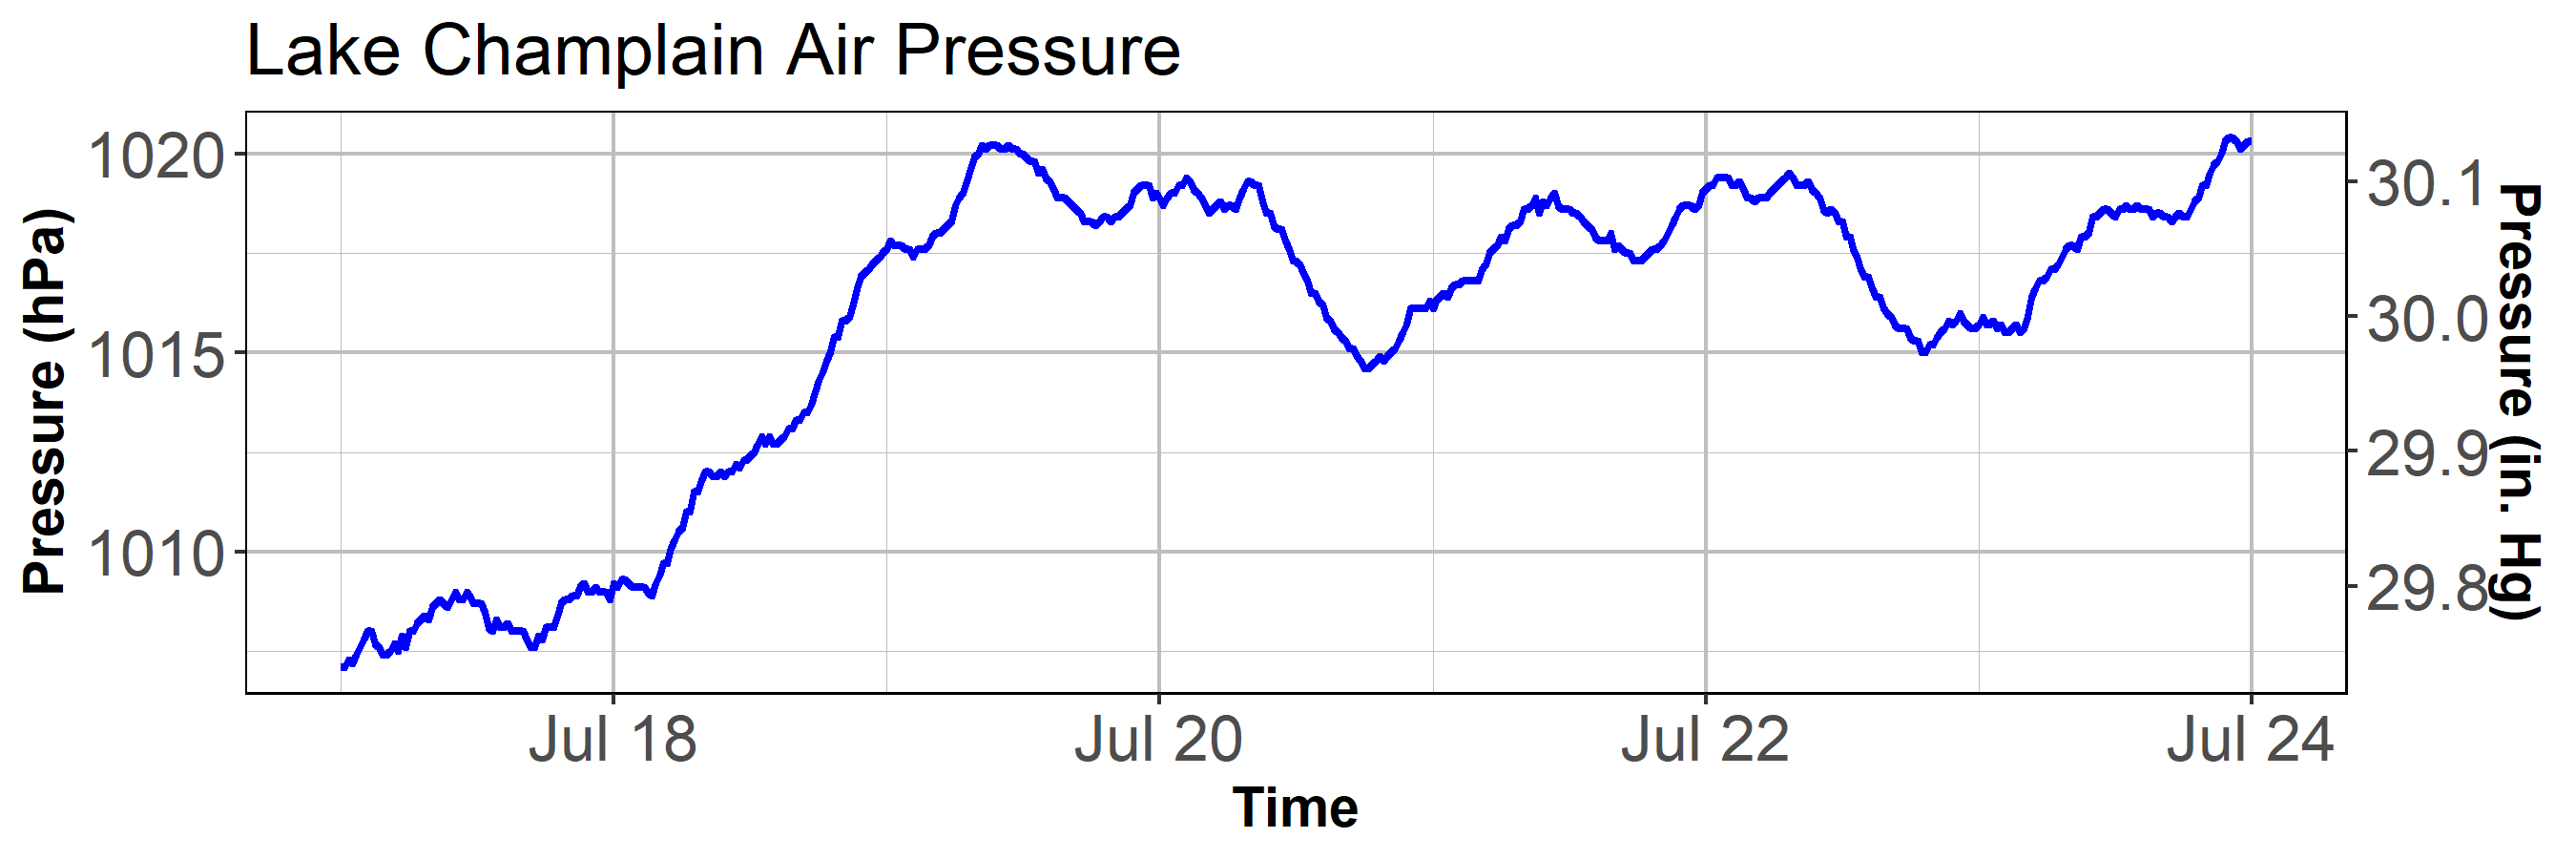 Lake Champlain Air Pressure
Pressure (hPa)
1020
1015
1010
30.1
30.0
29.9
29.8
Pressure (in. Hg)
Jul 18
Jul 20
Jul 22
Jul 24
Time